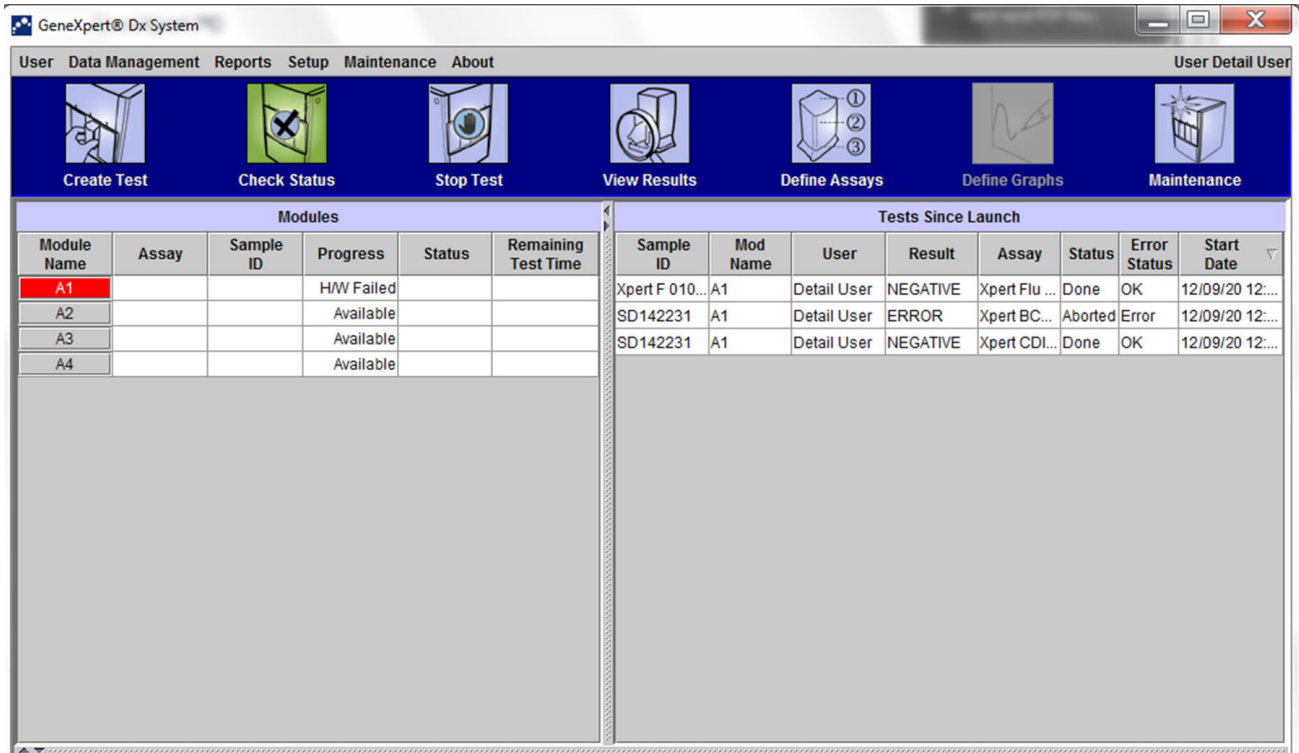 GeneXpert® Dx System
User Data Management Reports Setup Maintenance About User Detail User
Create Test Check Status Stop Test View Results Define Assays Define Graphs Maintenance
① ② ③
Modules
Module Name Assay Sample ID Progress Status Remaining Test Time
A1 H/W Failed
A2 Available
A3 Available
A4 Available
Tests Since Launch
Sample ID Mod Name User Result Assay Status Error Status Start Date
Xpert F 010... A1 Detail User NEGATIVE Xpert Flu ... Done OK 12/09/20 12:...
SD142231 A1 Detail User ERROR Xpert BC... Aborted Error 12/09/20 12:...
SD142231 A1 Detail User NEGATIVE Xpert CDI... Done OK 12/09/20 12:...